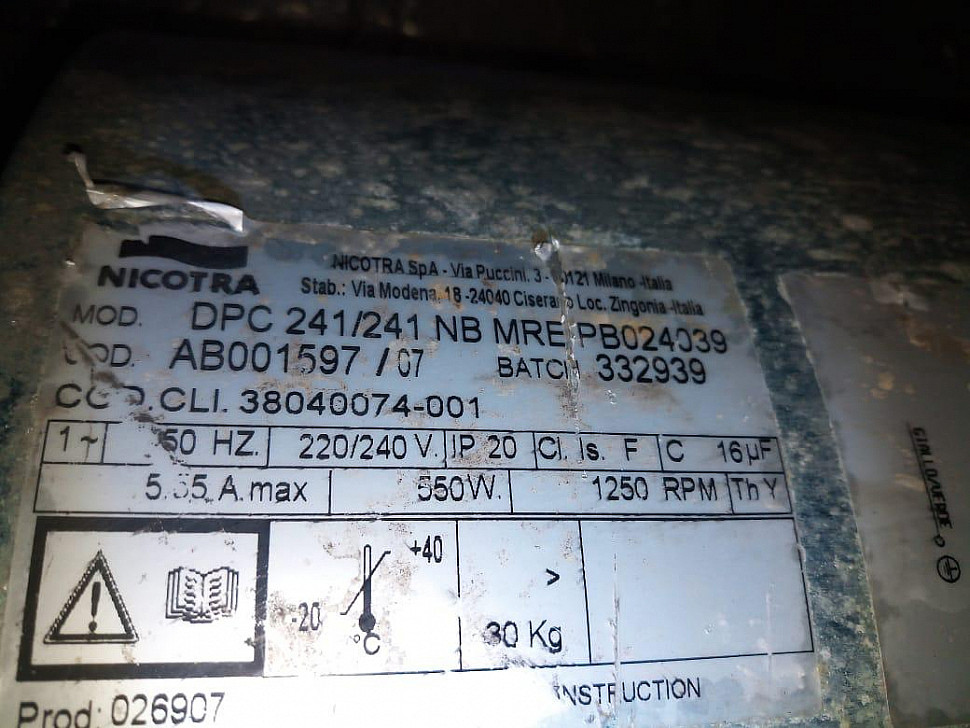 NICOTRA
NICOTRA SpA - Via Puccini, 3 - 20121 Milano -Italia
Stab.: Via Modena, 18 -24040 Ciserano Loc. Zingonia -Italia
MOD. DPC 241/241 NB MRE PB024039
COD. AB001597 / 07 BATCH 332939
COD.CLI. 38040074-001
1~ 50 HZ. 220/240 V. IP 20 Cl. Is. F C 16µF
A.max 550W. 1250 RPM Th Y
+40
-20
°C
>
30 Kg
INSTRUCTION
Prod: 026907